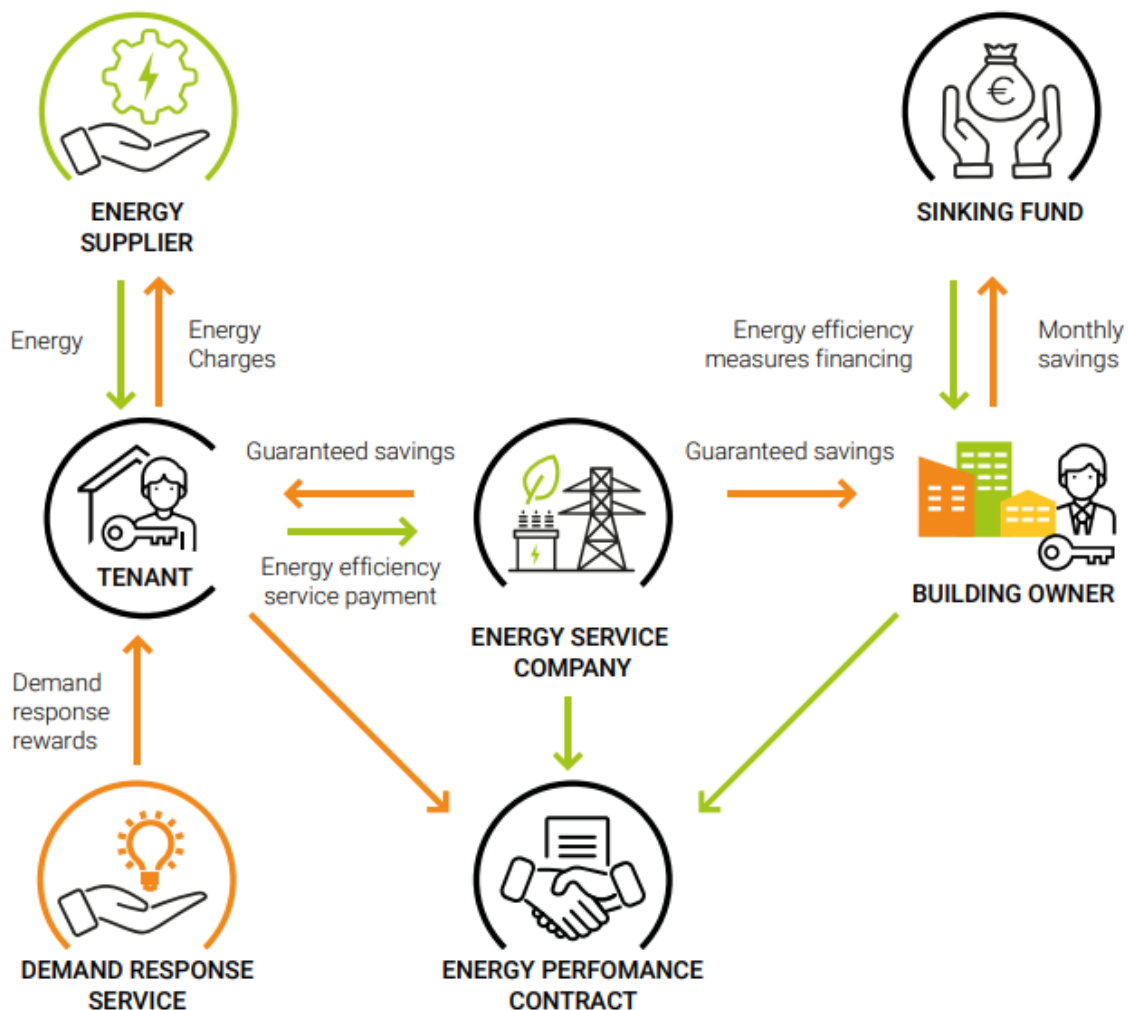 ENERGY
SUPPLIER
€
SINKING FUND
Energy
Energy
Charges
Energy efficiency
measures financing
Monthly
savings
Guaranteed savings
Guaranteed savings
TENANT
Energy efficiency
service payment
BUILDING OWNER
ENERGY SERVICE
COMPANY
Demand
response
rewards
DEMAND RESPONSE
SERVICE
ENERGY PERFOMANCE
CONTRACT